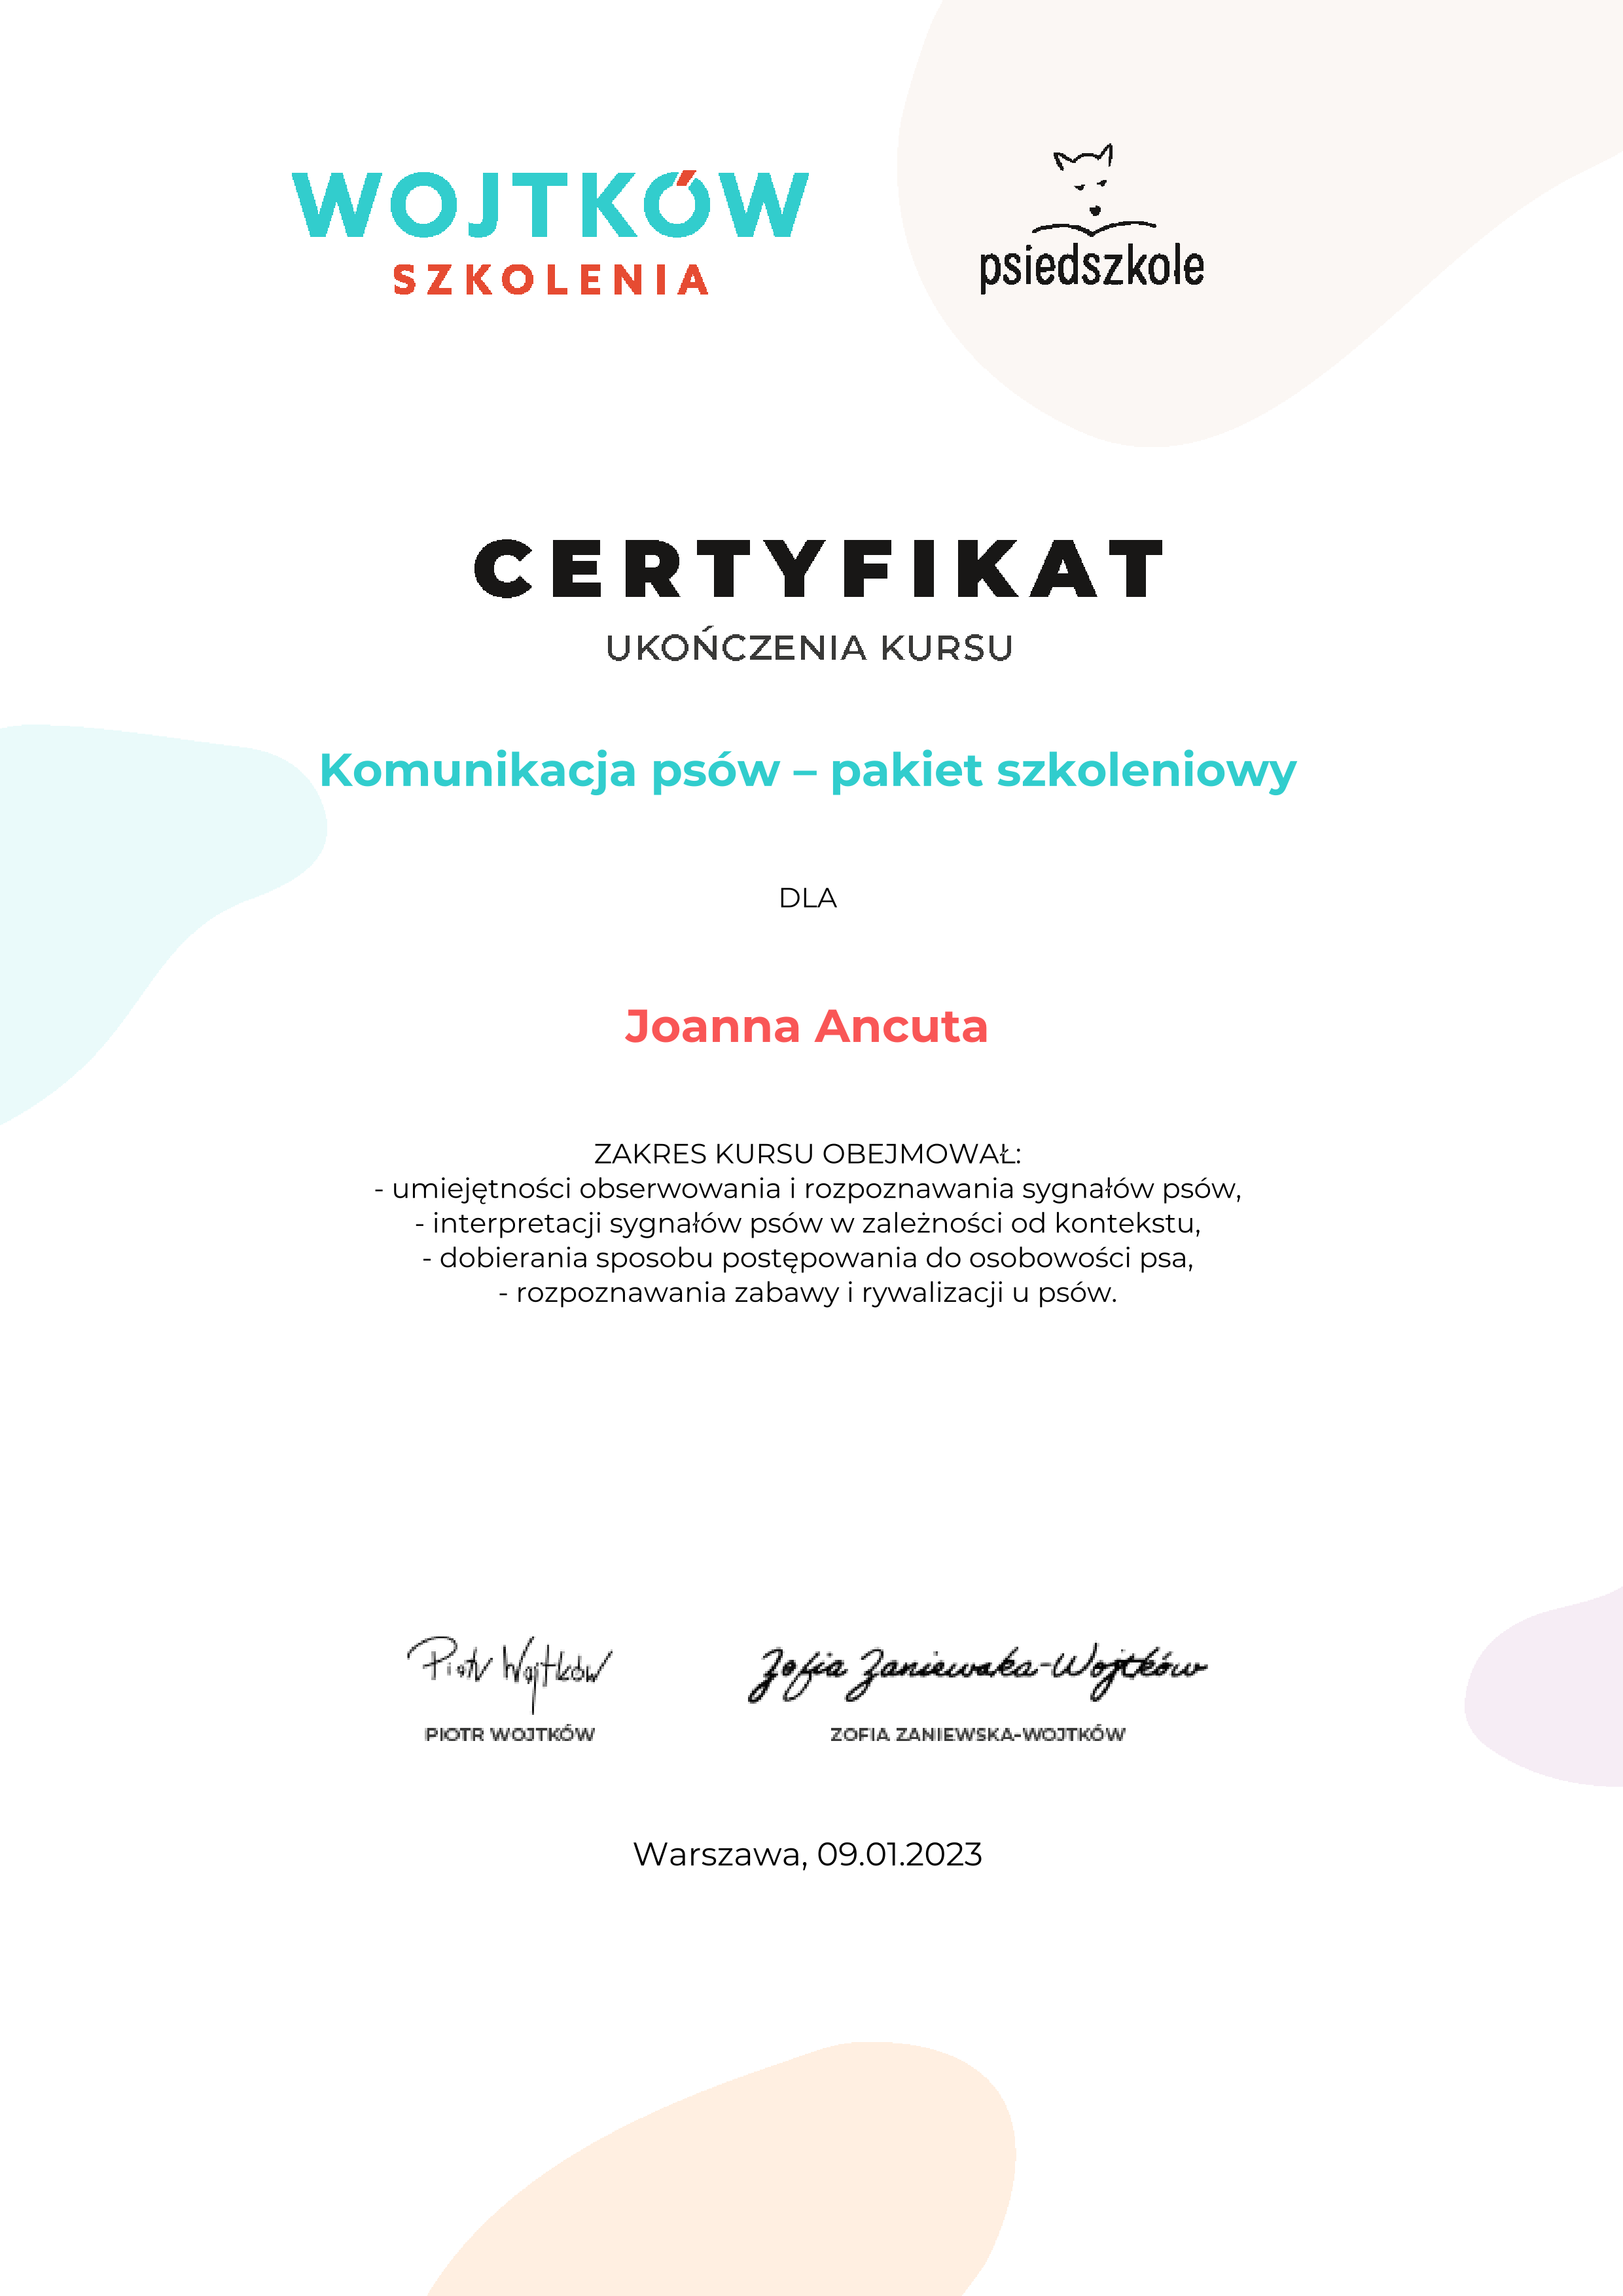 WOJTKÓW
SZKOLENIA
psiedszkole
CERTYFIKAT
UKOŃCZENIA KURSU
Komunikacja psów – pakiet szkoleniowy
DLA
Joanna Ancuta
ZAKRES KURSU OBEJMOWAŁ:
- umiejętności obserwowania i rozpoznawania sygnałów psów,
- interpretacji sygnałów psów w zależności od kontekstu,
- dobierania sposobu postępowania do osobowości psa,
- rozpoznawania zabawy i rywalizacji u psów.
Piotr Wojtków
Zofia Zaniewska-Wojtków
PIOTR WOJTKÓW
ZOFIA ZANIEWSKA-WOJTKÓW
Warszawa, 09.01.2023